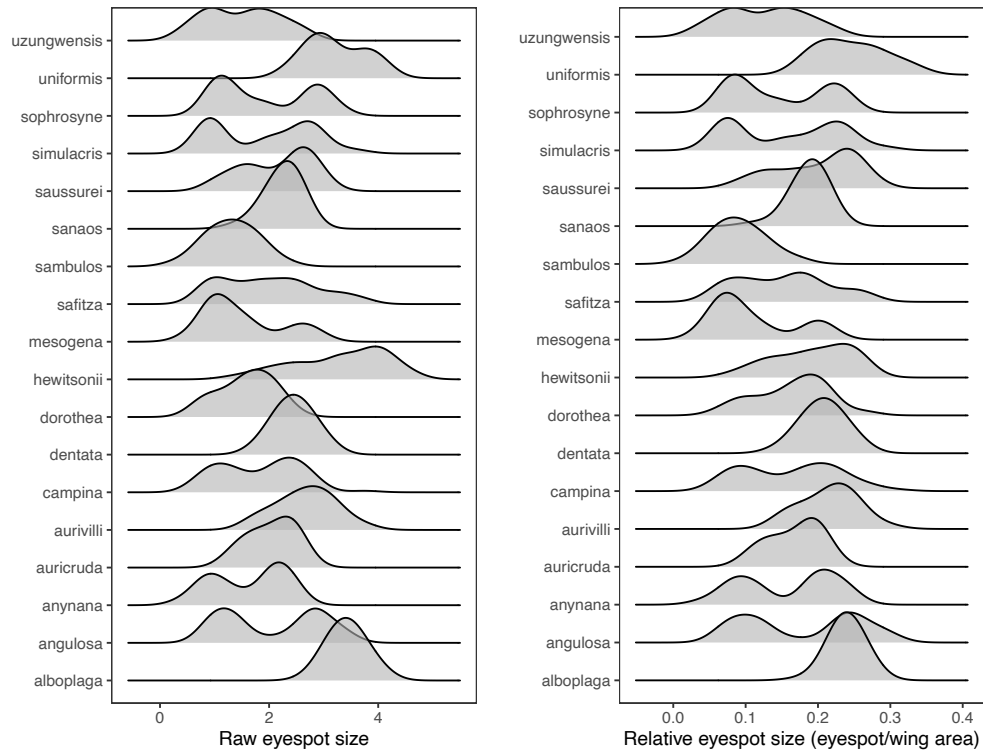 uzungwensis
uniformis
sophrosyne
simulacris
saussurei
sanaos
sambulos
safitza
mesogena
hewitsonii
dorothea
dentata
campina
aurivilli
auricruda
anynana
angulosa
alboplaga
0 2 4
Raw eyespot size
uzungwensis
uniformis
sophrosyne
simulacris
saussurei
sanaos
sambulos
safitza
mesogena
hewitsonii
dorothea
dentata
campina
aurivilli
auricruda
anynana
angulosa
alboplaga
0.0 0.1 0.2 0.3 0.4
Relative eyespot size (eyespot/wing area)